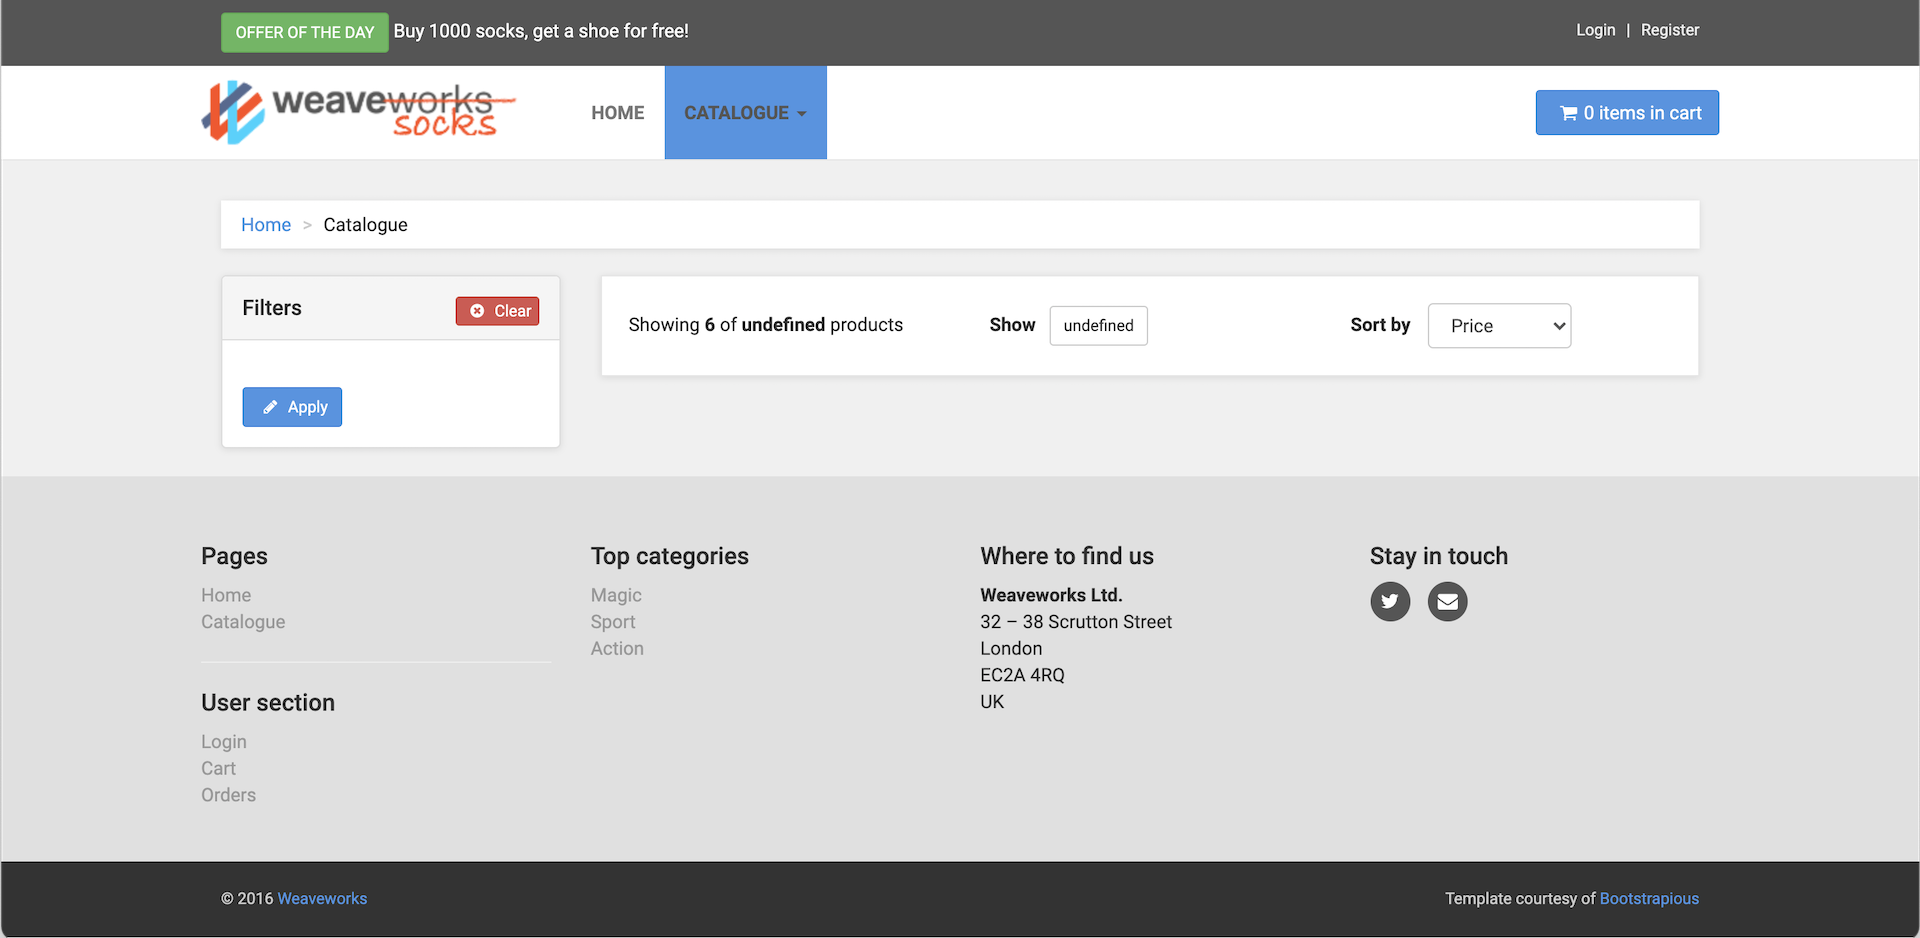 OFFER OF THE DAY Buy 1000 socks, get a shoe for free!
Login | Register
weaveworks
socks
HOME
CATALOGUE
0 items in cart
Home > Catalogue
Filters
Clear
Apply
Showing 6 of undefined products
Show undefined
Sort by Price
Pages
Home
Catalogue
User section
Login
Cart
Orders
Top categories
Magic
Sport
Action
Where to find us
Weaveworks Ltd.
32 – 38 Scrutton Street
London
EC2A 4RQ
UK
Stay in touch
© 2016 Weaveworks
Template courtesy of Bootstrapious